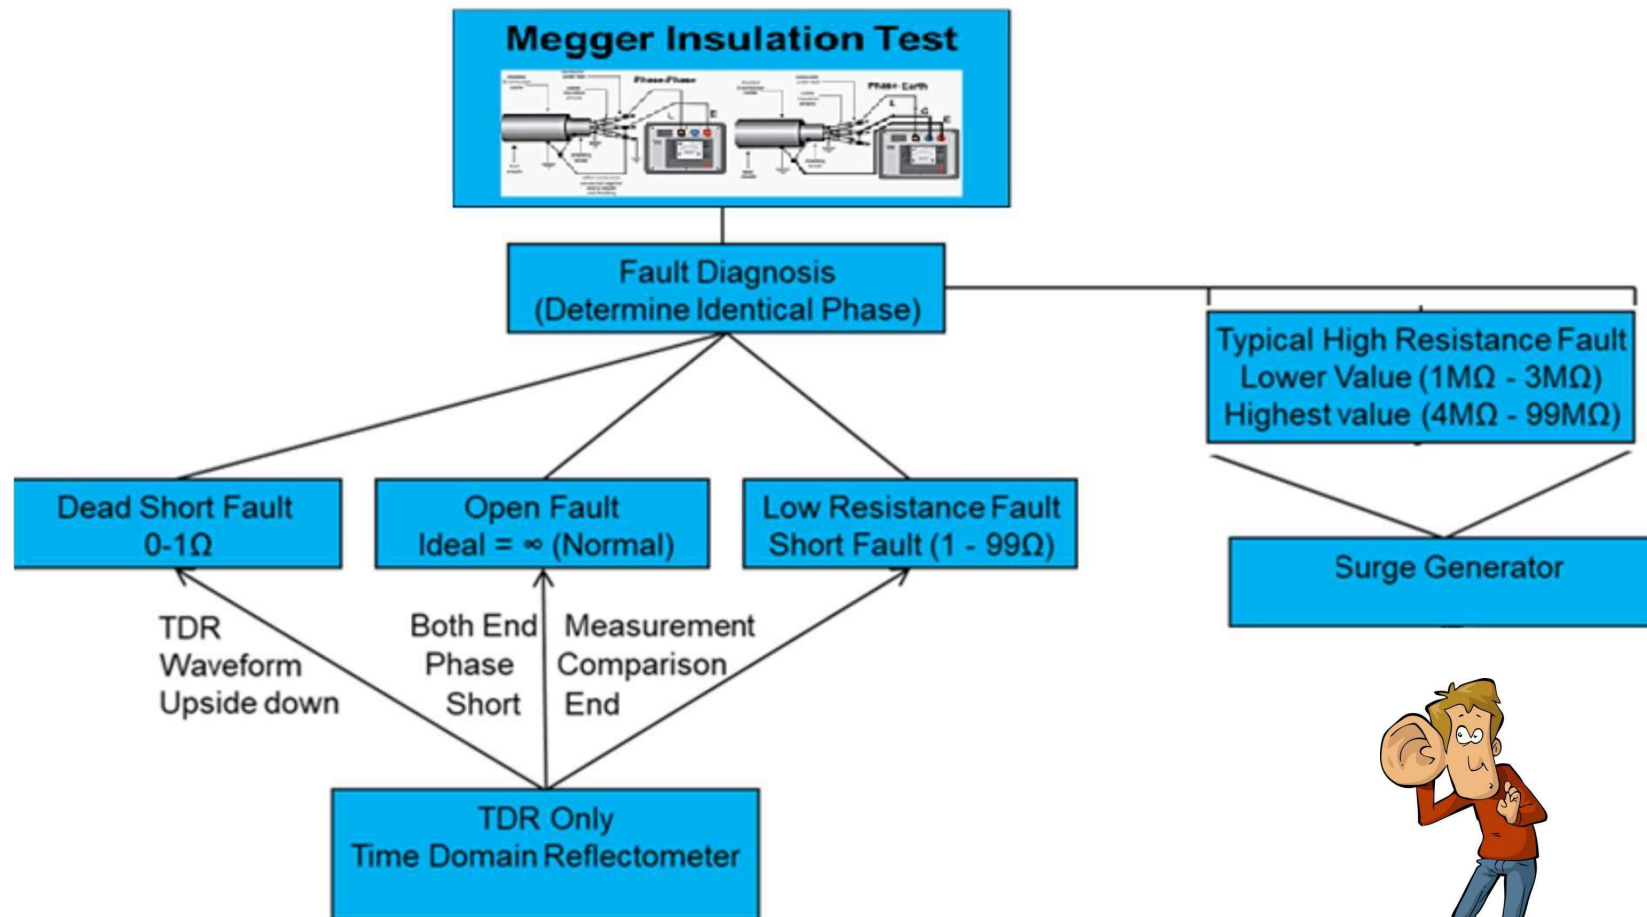 Megger Insulation Test
Phase-Phase
Phase-Earth
L
E
L
G
E
Fault Diagnosis
(Determine Identical Phase)
Typical High Resistance Fault
Lower Value (1MΩ - 3MΩ)
Highest value (4MΩ - 99MΩ)
Dead Short Fault
0-1Ω
Open Fault
Ideal = ∞ (Normal)
Low Resistance Fault
Short Fault (1 - 99Ω)
Surge Generator
TDR
Waveform
Upside down
Both End
Phase
Short
Measurement
Comparison
End
TDR Only
Time Domain Reflectometer